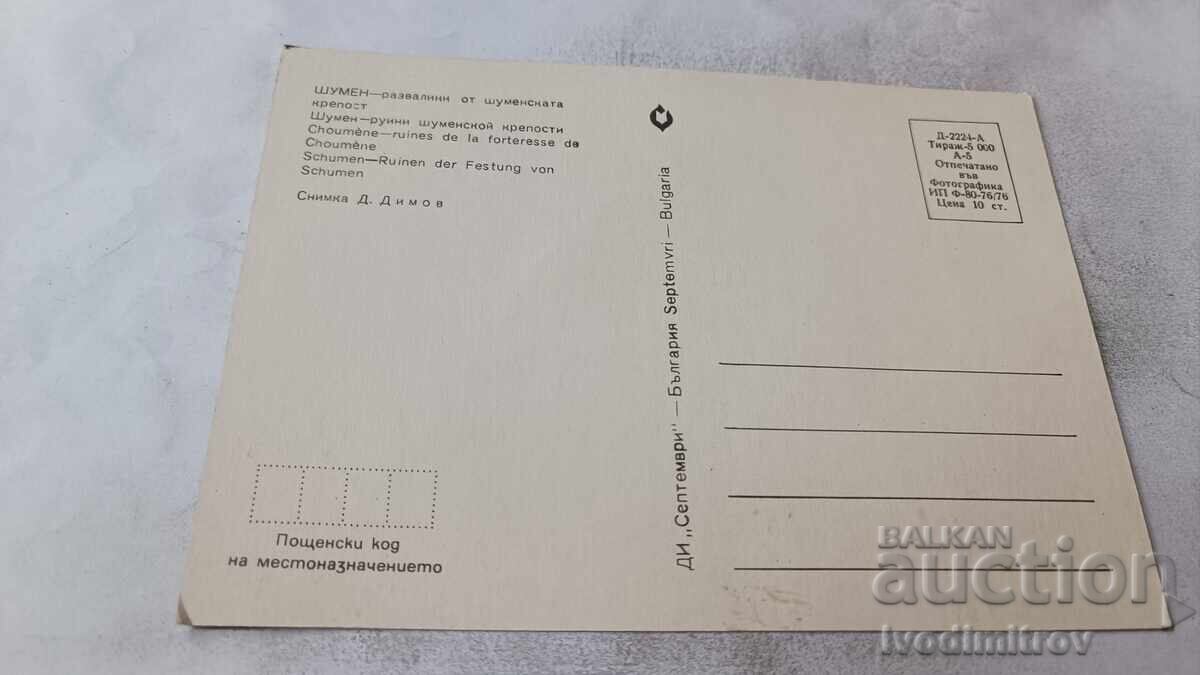 ШУМЕН—развалини от шуменската
крепост
Шумен—руини шуменской крепости
Choumène—ruines de la forteresse de
Choumène
Schumen—Ruinen der Festung von
Schumen
Снимка Д. Димов
Пощенски код
на местоназначението
ДИ „Септември" — България Septemvri — Bulgaria
Д-2224-А
Тираж-5 000
А-5
Отпечатано
във
Фотографика
ИП Ф-80-76/76
Цена 10 ст.
BALKAN
auction
Ivodimitrov